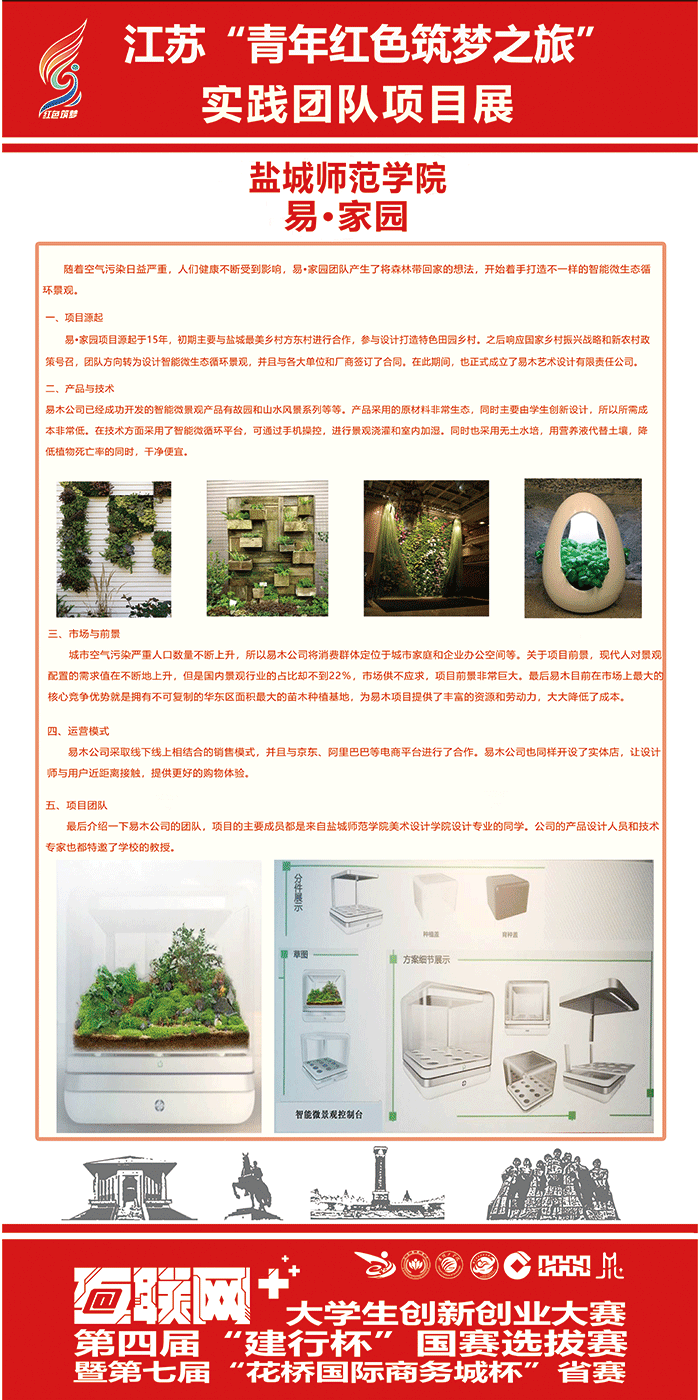 江苏“青年红色筑梦之旅”
红色筑梦
实践团队项目展
盐城师范学院
易·家园
随着空气污染日益严重，人们健康不断受到影响，易·家园团队产生了将森林带回家的想法，开始着手打造不一样的智能微生态循
环景观。
一、项目源起
易·家园项目源起于15年，初期主要与盐城最美乡村方东村进行合作，参与设计打造特色田园乡村。之后响应国家乡村振兴战略和新农村政
策号召，团队方向转为设计智能微生态循环景观，并且与各大单位和厂商签订了合同。在此期间，也正式成立了易木艺术设计有限责任公司。
二、产品与技术
易木公司已经成功开发的智能微景观产品有故园和山水风景系列等等。产品采用的原材料非常生态，同时主要由学生创新设计，所以所需成
本非常低。在技术方面采用了智能微循环平台，可通过手机操控，进行景观浇灌和室内加湿。同时也采用无土水培，用营养液代替土壤，降
低植物死亡率的同时，干净便宜。
三、市场与前景
城市空气污染严重人口数量不断上升，所以易木公司将消费群体定位于城市家庭和企业办公空间等。关于项目前景，现代人对景观
配置的需求值在不断地上升，但是国内景观行业的占比却不到22%，市场供不应求，项目前景非常巨大。最后易木目前在市场上最大的
核心竞争优势就是拥有不可复制的华东区面积最大的苗木种植基地，为易木项目提供了丰富的资源和劳动力，大大降低了成本。
四、运营模式
易木公司采取线下线上相结合的销售模式，并且与京东、阿里巴巴等电商平台进行了合作。易木公司也同样开设了实体店，让设计
师与用户近距离接触，提供更好的购物体验。
五、项目团队
最后介绍一下易木公司的团队，项目的主要成员都是来自盐城师范学院美术设计学院设计专业的同学。公司的产品设计人员和技术
专家也都特邀了学校的教授。
分件展示
种植盖
育种盖
草图
方案细节展示
智能微景观控制台
互联网+
大学生创新创业大赛
第四届“建行杯”国赛选拔赛
暨第七届“花桥国际商务城杯”省赛